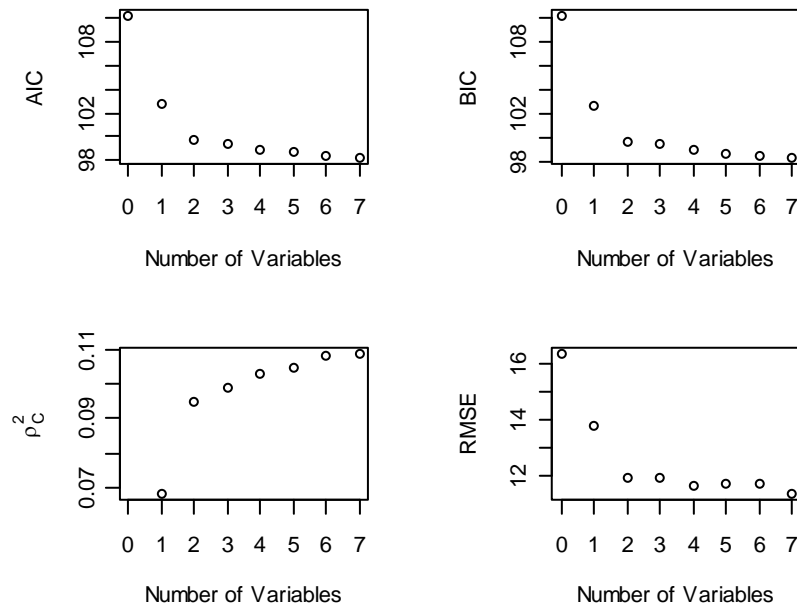 AIC
98 102 108
0 1 2 3 4 5 6 7
Number of Variables
BIC
98 102 108
0 1 2 3 4 5 6 7
Number of Variables
ρ²C
0.07 0.09 0.11
0 1 2 3 4 5 6 7
Number of Variables
RMSE
12 14 16
0 1 2 3 4 5 6 7
Number of Variables